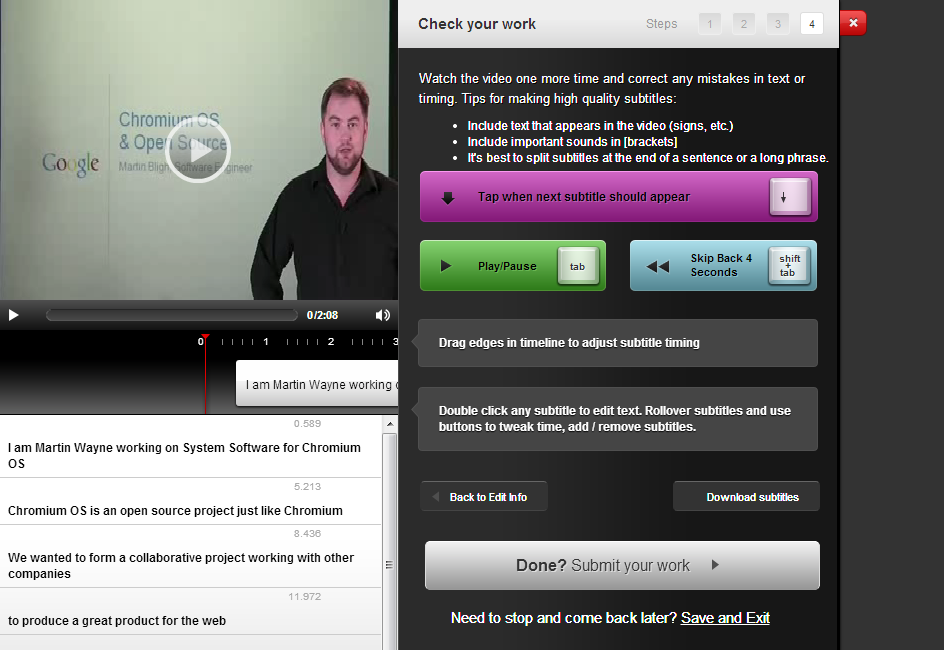 Chromium OS
& Open Source
Google
Martin Bligh, Software Engineer
0/2:08
0 1 2 3
I am Martin Wayne working
0.589
I am Martin Wayne working on System Software for Chromium
OS
5.213
Chromium OS is an open source project just like Chromium
8.436
We wanted to form a collaborative project working with other
companies
11.972
to produce a great product for the web
Check your work
Steps 1 2 3 4
Watch the video one more time and correct any mistakes in text or
timing. Tips for making high quality subtitles:
• Include text that appears in the video (signs, etc.)
• Include important sounds in [brackets]
• It's best to split subtitles at the end of a sentence or a long phrase.
Tap when next subtitle should appear ↓
Play/Pause tab
Skip Back 4
Seconds
shift
+
tab
Drag edges in timeline to adjust subtitle timing
Double click any subtitle to edit text. Rollover subtitles and use
buttons to tweak time, add / remove subtitles.
Back to Edit Info
Download subtitles
Done? Submit your work
Need to stop and come back later? Save and Exit